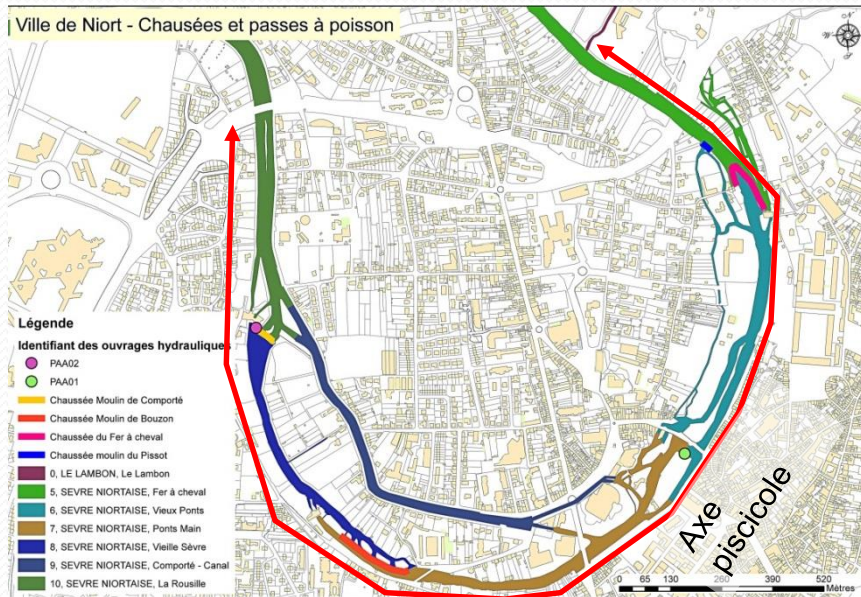 Ville de Niort - Chausées et passes à poisson
Légende
Identifiant des ouvrages hydrauliques
PAA02
PAA01
Chaussée Moulin de Comporté
Chaussée Moulin de Bouzon
Chaussée du Fer à cheval
Chaussée moulin du Pissot
0, LE LAMBON, Le Lambon
5, SEVRE NIORTAISE, Fer à cheval
6, SEVRE NIORTAISE, Vieux Ponts
7, SEVRE NIORTAISE, Ponts Main
8, SEVRE NIORTAISE, Vieille Sèvre
9, SEVRE NIORTAISE, Comporté - Canal
10, SEVRE NIORTAISE, La Rousille
Axe
piscicole
0 65 130 260 390 520
Mètres